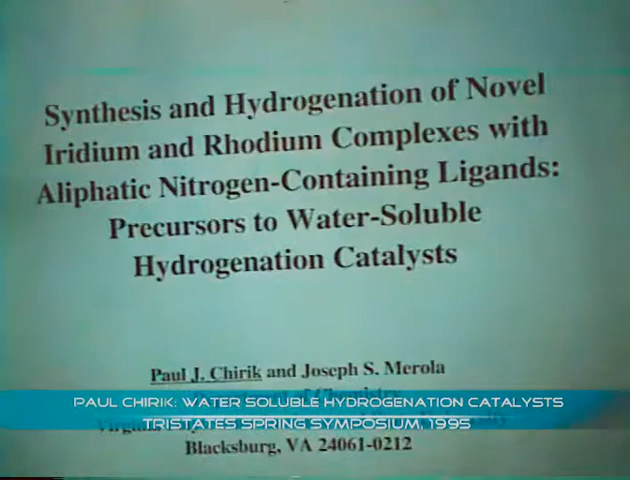 Synthesis and Hydrogenation of Novel
Iridium and Rhodium Complexes with
Aliphatic Nitrogen-Containing Ligands:
Precursors to Water-Soluble
Hydrogenation Catalysts
Paul J. Chirik and Joseph S. Merola
PAUL CHIRIK: WATER SOLUBLE HYDROGENATION CATALYSTS
TRISTATES SPRING SYMPOSIUM, 1995
Blacksburg, VA 24061-0212